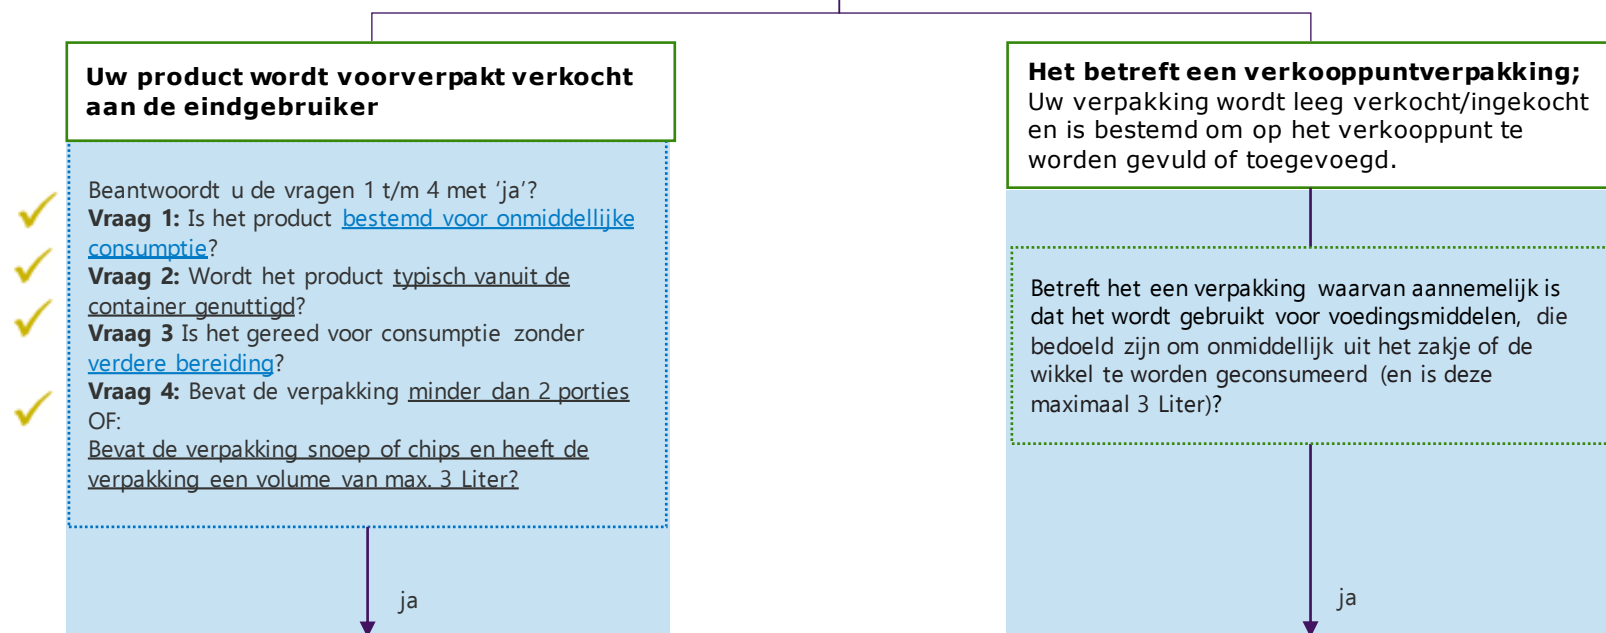 Uw product wordt voorverpakt verkocht
aan de eindgebruiker
Beantwoordt u de vragen 1 t/m 4 met ‘ja’?
Vraag 1: Is het product bestemd voor onmiddellijke
consumptie?
Vraag 2: Wordt het product typisch vanuit de
container genuttigd?
Vraag 3 Is het gereed voor consumptie zonder
verdere bereiding?
Vraag 4: Bevat de verpakking minder dan 2 porties
OF:
Bevat de verpakking snoep of chips en heeft de
verpakking een volume van max. 3 Liter?
ja
Het betreft een verkooppuntverpakking;
Uw verpakking wordt leeg verkocht/ingekocht
en is bestemd om op het verkooppunt te
worden gevuld of toegevoegd.
Betreft het een verpakking waarvan aannemelijk is
dat het wordt gebruikt voor voedingsmiddelen, die
bedoeld zijn om onmiddellijk uit het zakje of de
wikkel te worden geconsumeerd (en is deze
maximaal 3 Liter)?
ja